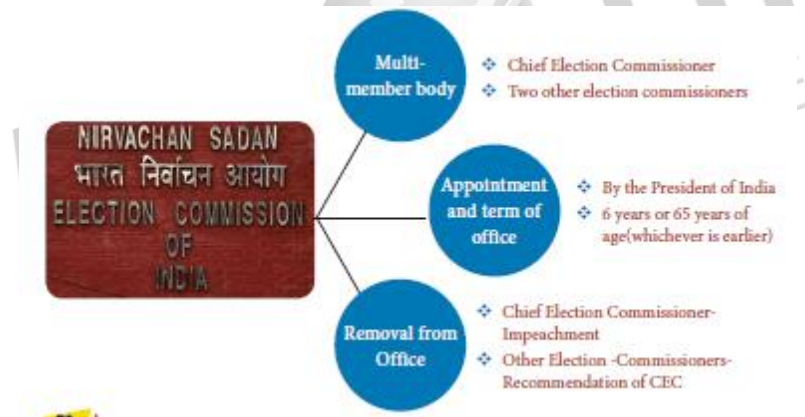 NIRVACHAN SADAN
भारत निर्वाचन आयोग
ELECTION COMMISSION
OF
INDIA
Multi-
member body
❖ Chief Election Commissioner
❖ Two other election commissioners
Appointment
and term of
office
❖ By the President of India
❖ 6 years or 65 years of
age(whichever is earlier)
Removal from
Office
❖ Chief Election Commissioner-
Impeachment
❖ Other Election -Commissioners-
Recommendation of CEC